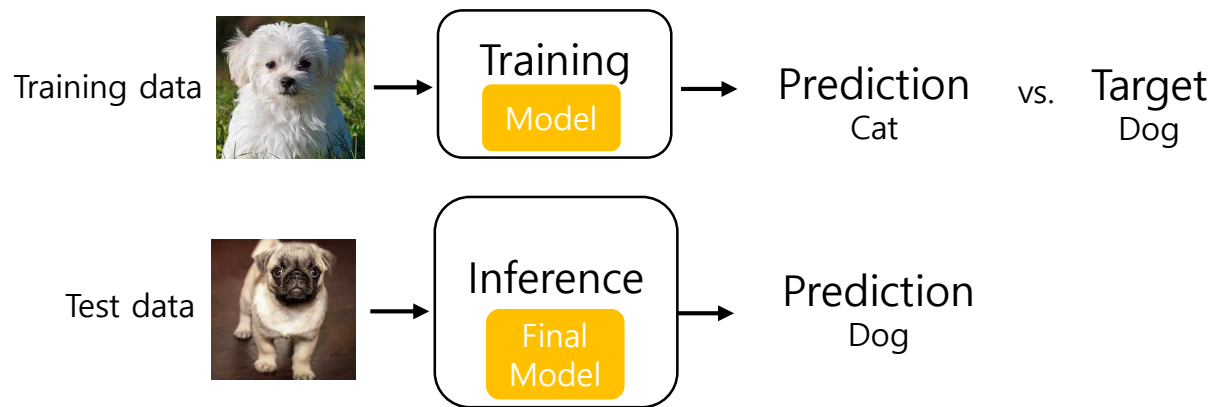 Training data
Training
Model
Prediction
Cat
vs.
Target
Dog
Test data
Inference
Final
Model
Prediction
Dog